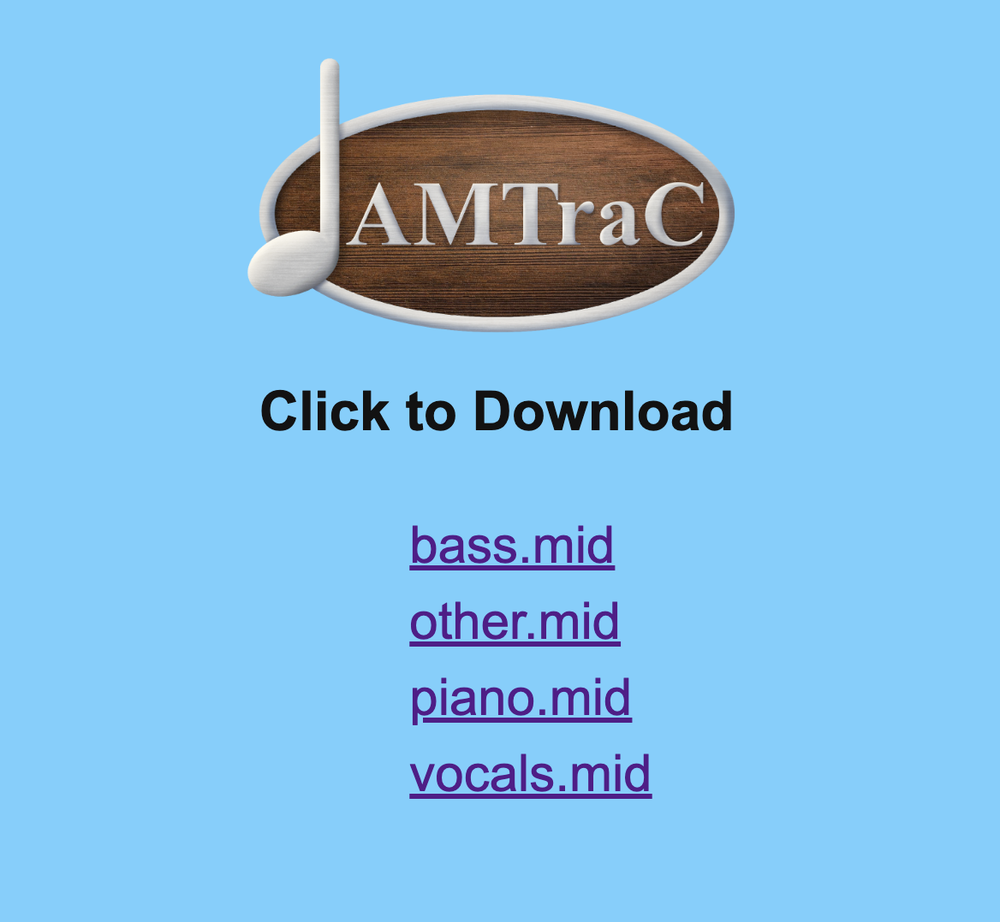 JAMTraC
Click to Download
bass.mid
other.mid
piano.mid
vocals.mid